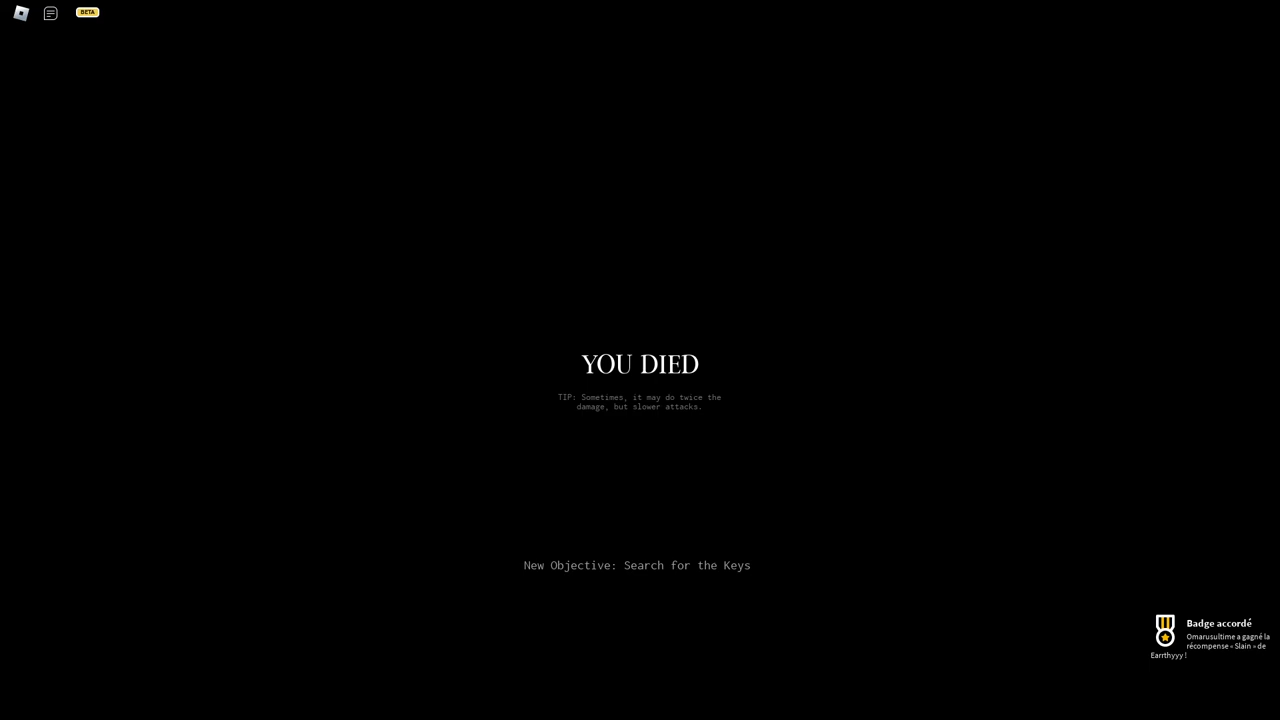 BETA
YOU DIED
TIP: Sometimes, it may do twice the
damage, but slower attacks.
New Objective: Search for the Keys
Badge accordé
Omarusultime a gagné la
récompense « Slain » de
Earrthyyy !